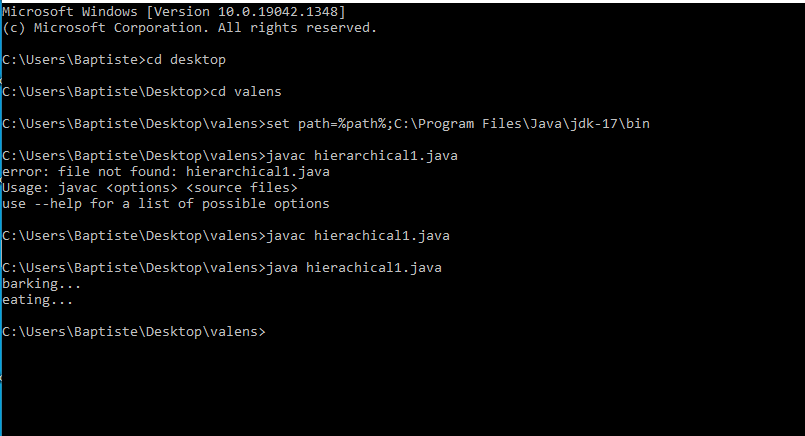 Microsoft Windows [Version 10.0.19042.1348]
(c) Microsoft Corporation. All rights reserved.
C:\Users\Baptiste>cd desktop
C:\Users\Baptiste\Desktop>cd valens
C:\Users\Baptiste\Desktop\valens>set path=%path%;C:\Program Files\Java\jdk-17\bin
C:\Users\Baptiste\Desktop\valens>javac hierarchical1.java
error: file not found: hierarchical1.java
Usage: javac <options> <source files>
use --help for a list of possible options
C:\Users\Baptiste\Desktop\valens>javac hierachical1.java
C:\Users\Baptiste\Desktop\valens>java hierachical1.java
barking...
eating...
C:\Users\Baptiste\Desktop\valens>